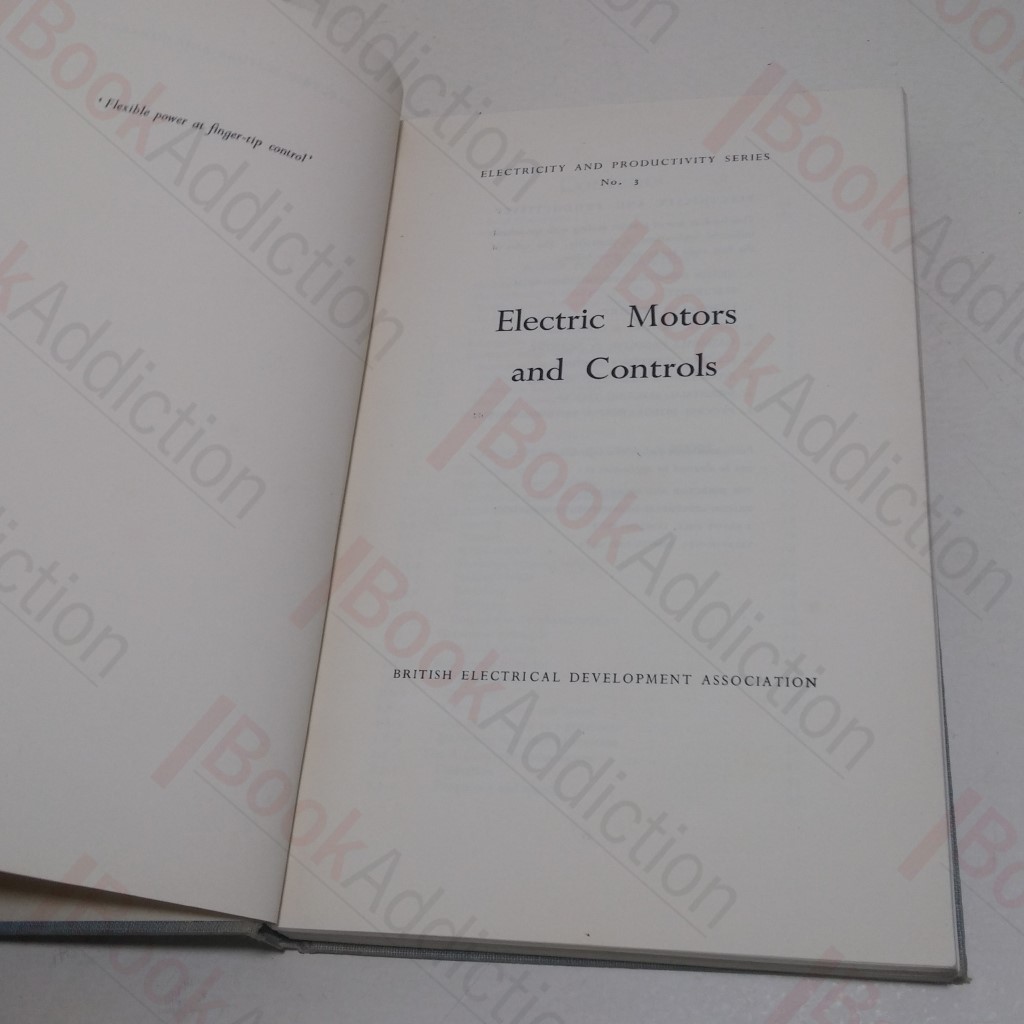 'Flexible power at finger-tip control'
ELECTRICITY AND PRODUCTIVITY SERIES
No. 3
Electric Motors
and Controls
BRITISH ELECTRICAL DEVELOPMENT ASSOCIATION
BookAddiction